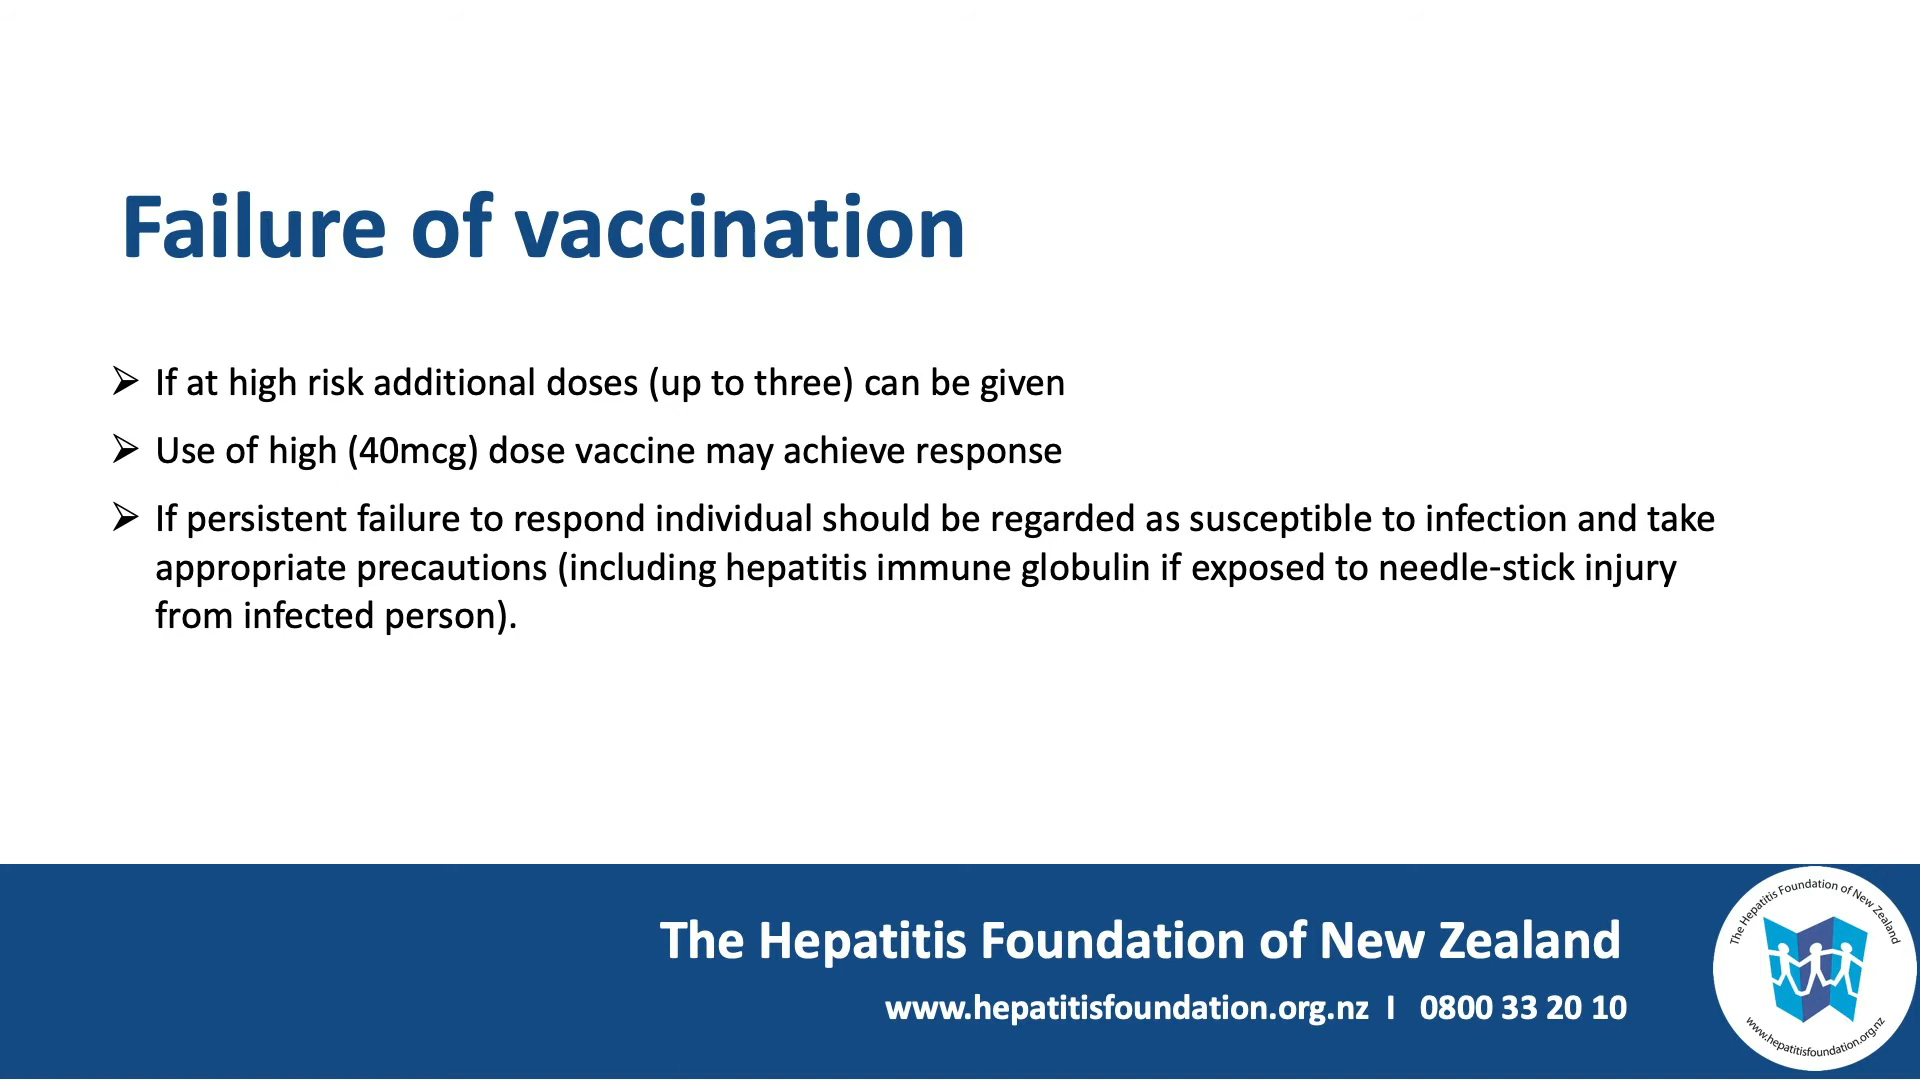 Failure of vaccination
➢ If at high risk additional doses (up to three) can be given
➢ Use of high (40mcg) dose vaccine may achieve response
➢ If persistent failure to respond individual should be regarded as susceptible to infection and take
appropriate precautions (including hepatitis immune globulin if exposed to needle-stick injury
from infected person).
The Hepatitis Foundation of New Zealand
www.hepatitisfoundation.org.nz I 0800 33 20 10
The Hepatitis Foundation of New Zealand
www.hepatitisfoundation.org.nz